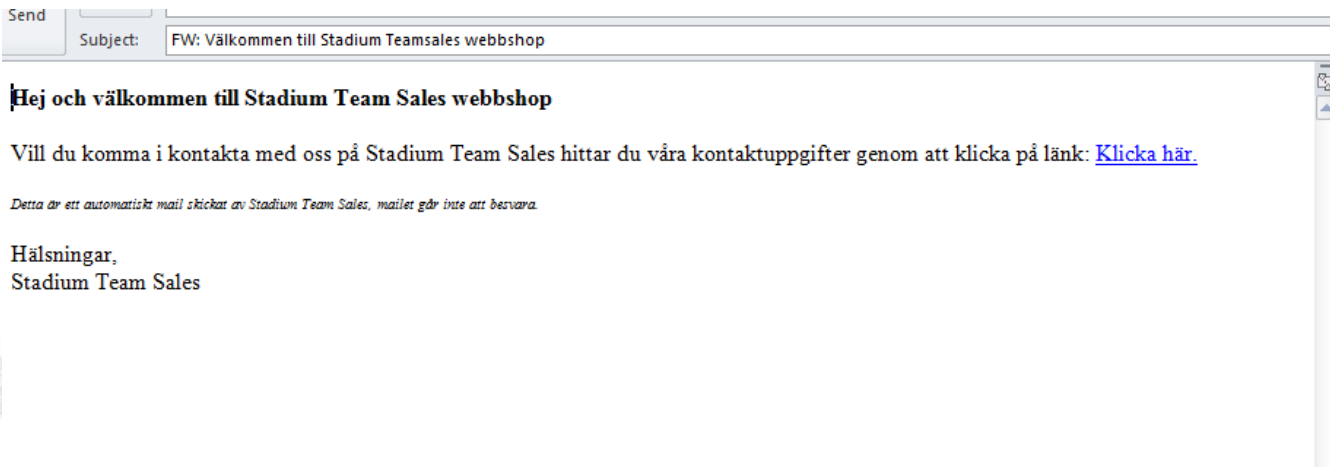 Send
Subject: FW: Välkommen till Stadium Teamsales webbshop
Hej och välkommen till Stadium Team Sales webbshop
Vill du komma i kontakta med oss på Stadium Team Sales hittar du våra kontaktuppgifter genom att klicka på länk: Klicka här.
Detta är ett automatiskt mail skickat av Stadium Team Sales, mailet går inte att besvara.
Hälsningar,
Stadium Team Sales